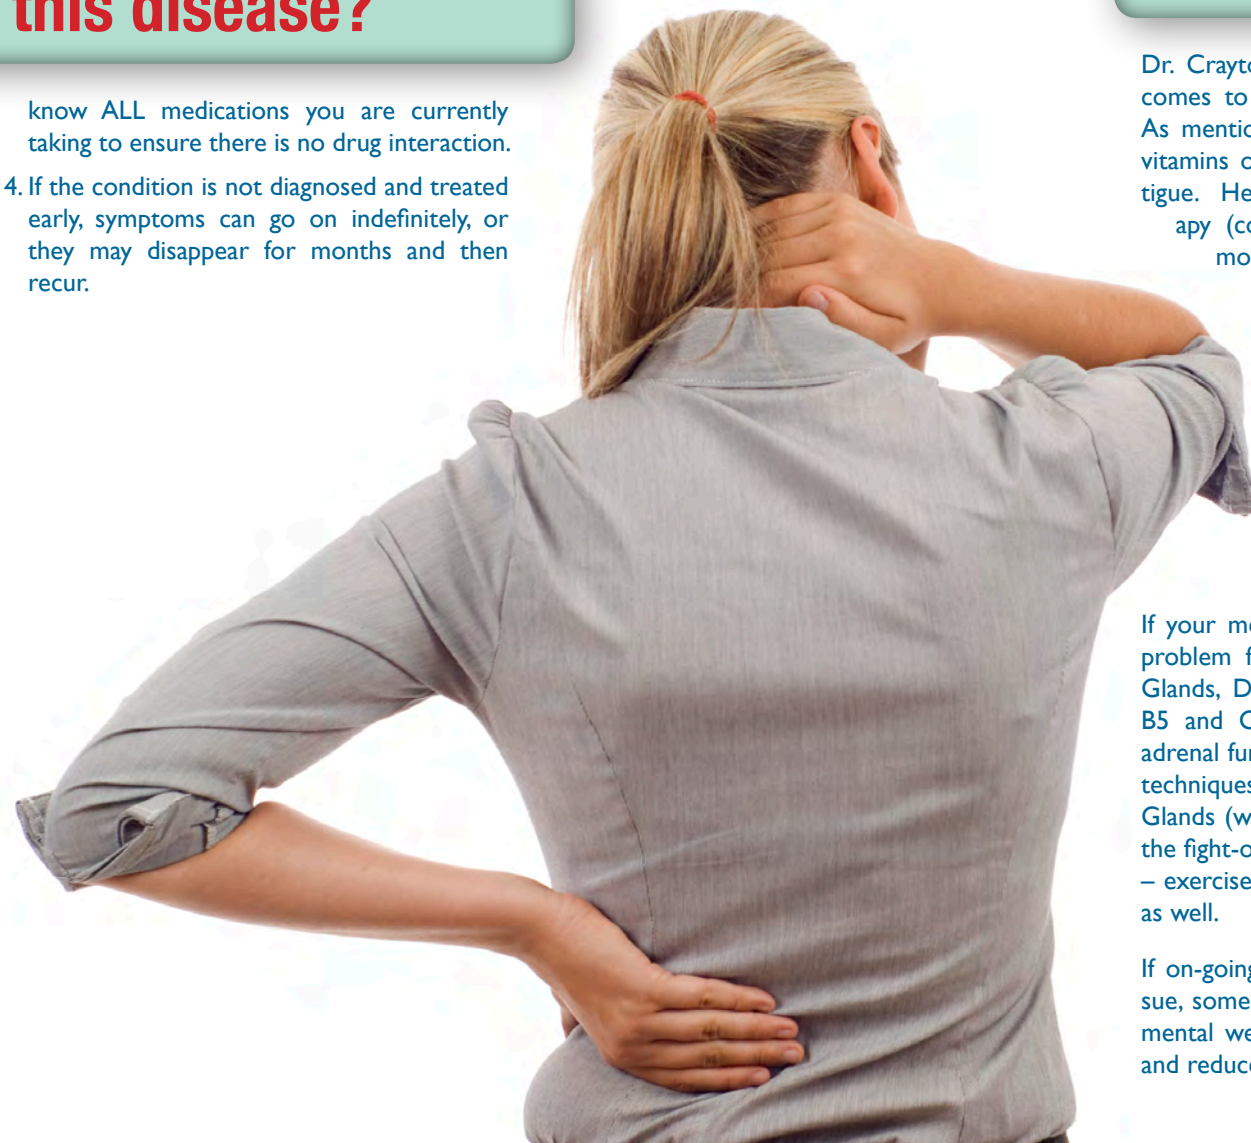 this disease?
know ALL medications you are currently
taking to ensure there is no drug interaction.
4. If the condition is not diagnosed and treated
early, symptoms can go on indefinitely, or
they may disappear for months and then
recur.
Dr.
comes to
As
vitamins
tigue.
apy
If your
problem
Glands,
B5 and
adrenal
techniques
Glands
the
– exercise
as well.
If on-going
sue, some
mental
and